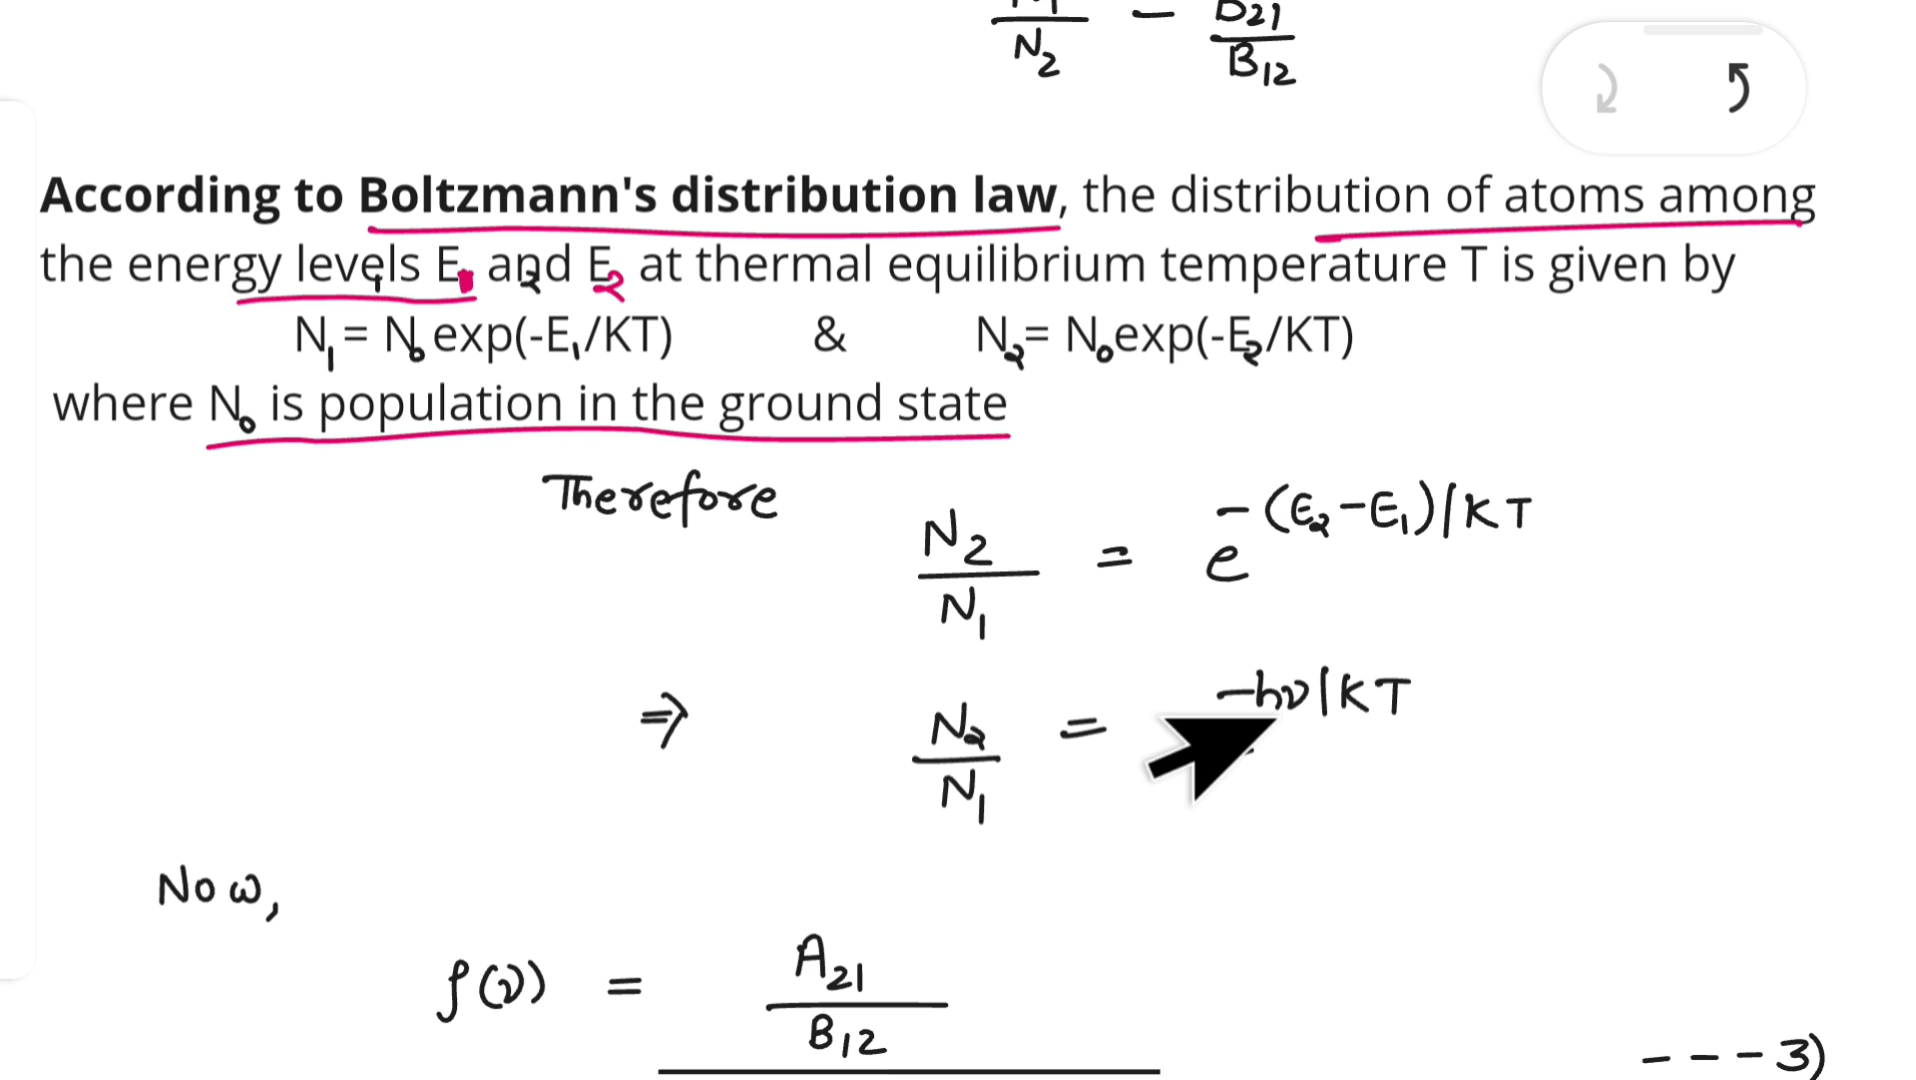 N₁/N₂ − B₂₁/B₁₂
According to Boltzmann's distribution law, the distribution of atoms among
the energy levels E₁ and E₂ at thermal equilibrium temperature T is given by
N₁ = N₀ exp(-E₁/KT) & N₂= N₀exp(-E₂/KT)
where N₀ is population in the ground state
Therefore
N₂/N₁ = e^-(E₂-E₁)/KT
⇒ N₂/N₁ = -hν/KT
Now,
ρ(ν) = A₂₁/B₁₂
---3)